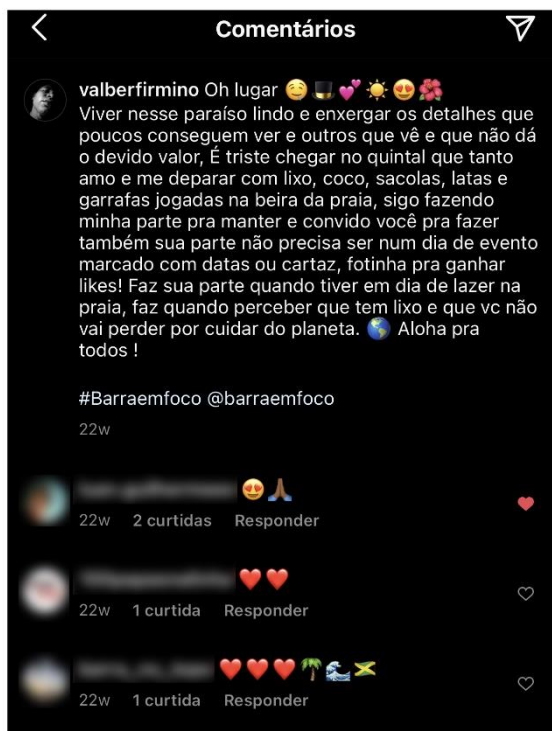 Comentários
valberfirmino Oh lugar 🤤🎩💕☀️😍🌺
Viver nesse paraíso lindo e enxergar os detalhes que
poucos conseguem ver e outros que vê e que não dá
o devido valor, É triste chegar no quintal que tanto
amo e me deparar com lixo, coco, sacolas, latas e
garrafas jogadas na beira da praia, sigo fazendo
minha parte pra manter e convido você pra fazer
também sua parte não precisa ser num dia de evento
marcado com datas ou cartaz, fotinha pra ganhar
likes! Faz sua parte quando tiver em dia de lazer na
praia, faz quando perceber que tem lixo e que vc não
vai perder por cuidar do planeta. 🌎 Aloha pra
todos !
#Barraemfoco @barraemfoco
22w
😍🙏🏾
22w 2 curtidas Responder
❤️❤️
22w 1 curtida Responder
❤️❤️❤️🌴🌊🇯🇲
22w 1 curtida Responder